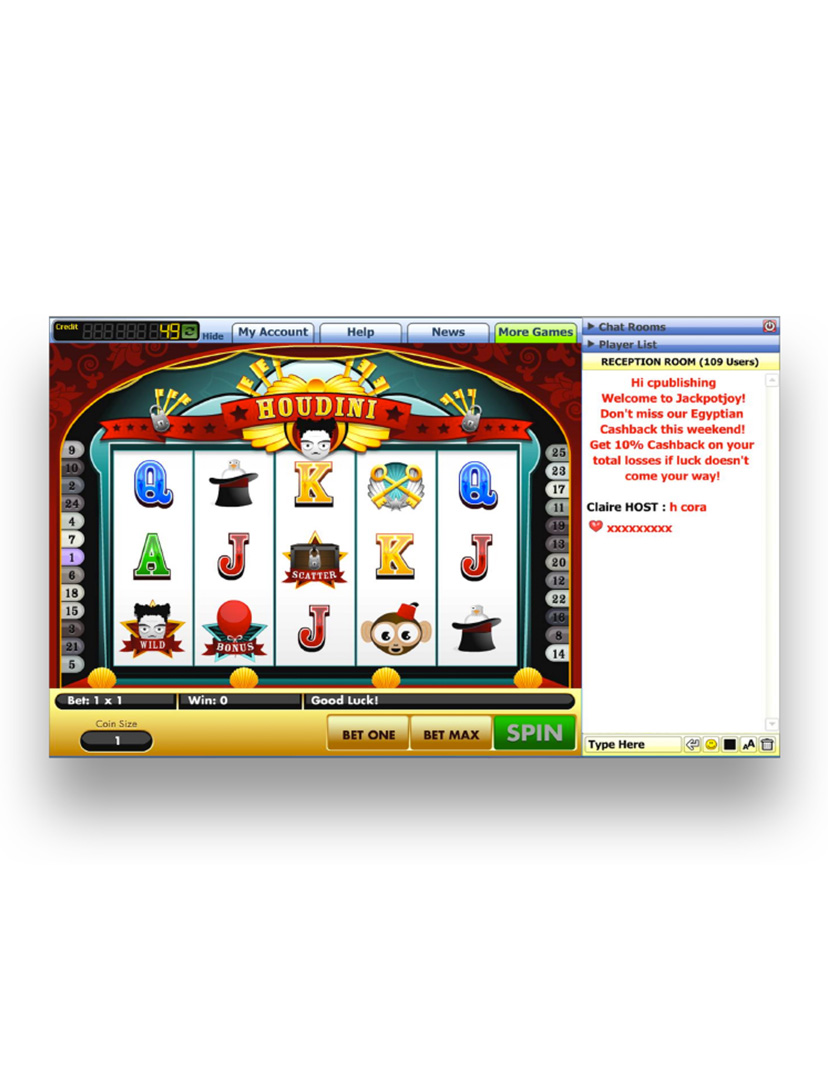 Credit 49
Hide
My Account
Help
News
More Games
HOUDINI
9
10
2
24
4
7
1
6
18
15
3
21
5
25
23
17
11
19
13
20
12
22
16
8
14
Q
K
Q
A
J
SCATTER
K
J
WILD
BONUS
J
Bet: 1 x 1
Win: 0
Good Luck!
Coin Size
1
BET ONE
BET MAX
SPIN
Chat Rooms
Player List
RECEPTION ROOM (109 Users)
Hi cpublishing
Welcome to Jackpotjoy!
Don't miss our Egyptian
Cashback this weekend!
Get 10% Cashback on your
total losses if luck doesn't
come your way!
Claire HOST : h cora
xxxxxxxxx
Type Here
AA